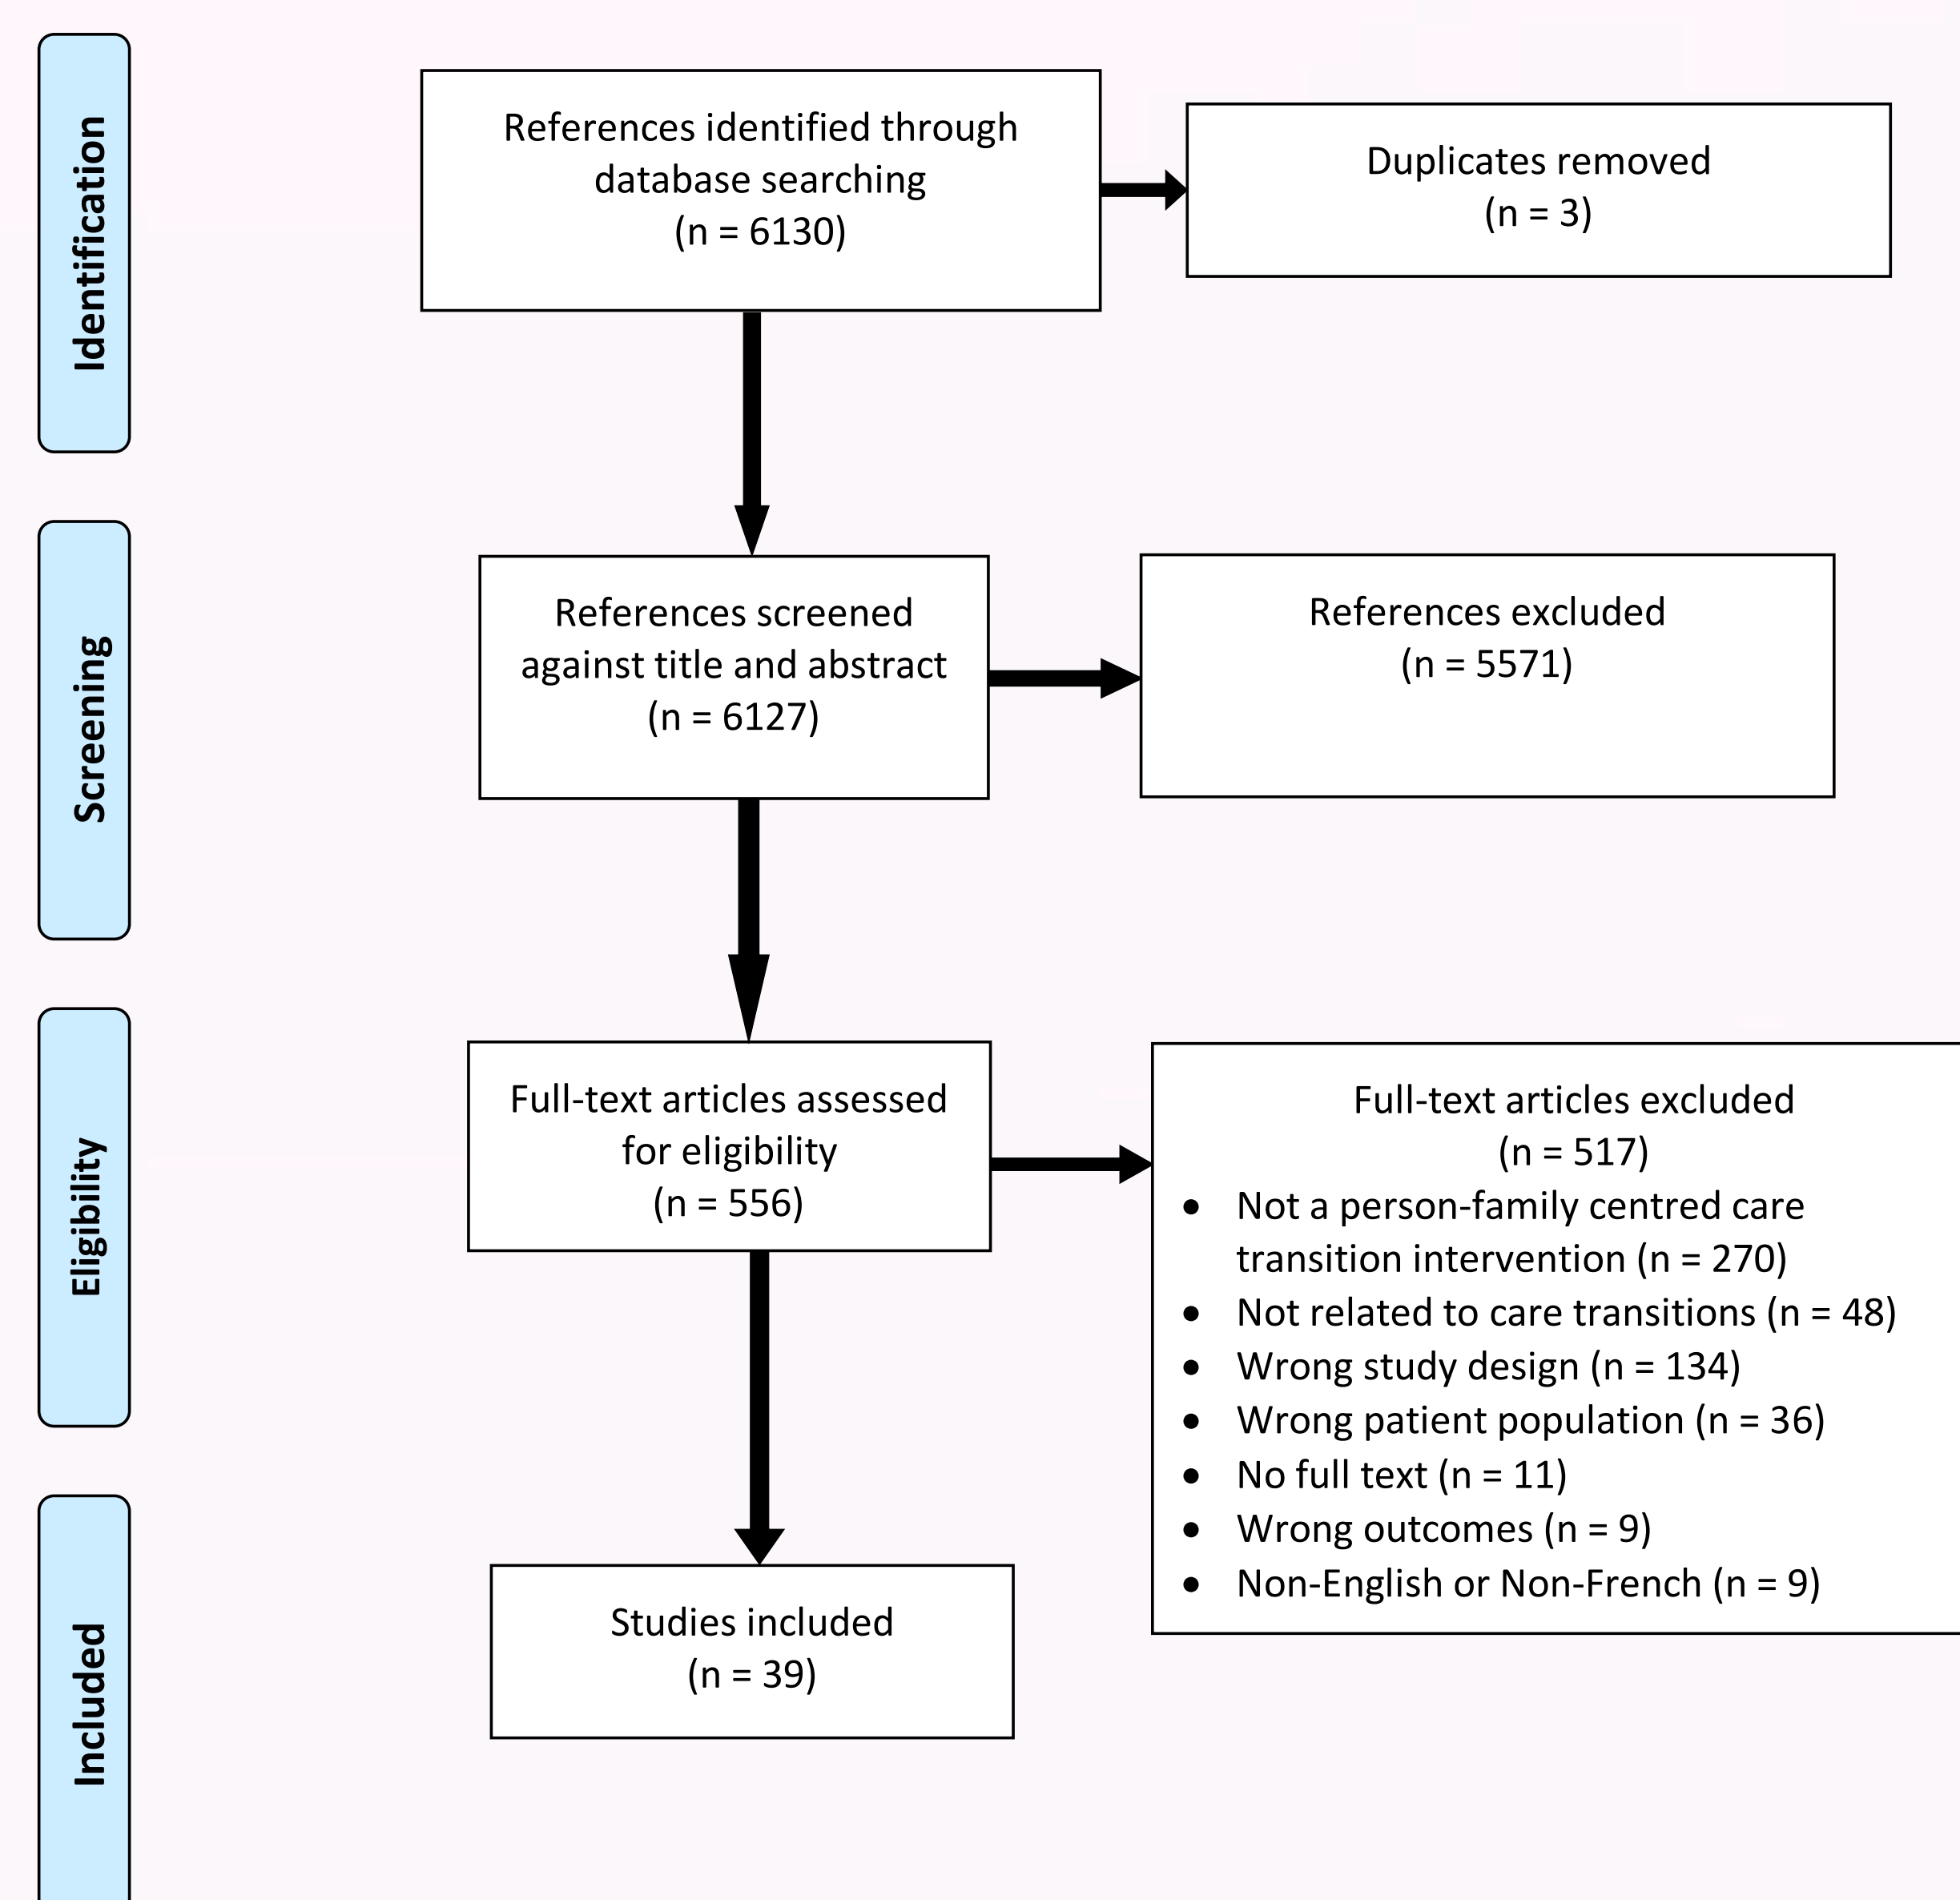 Identification
References identified through
database searching
(n = 6130)
Duplicates removed
(n = 3)
Screening
References screened
against title and abstract
(n = 6127)
References excluded
(n = 5571)
Eligibility
Full-text articles assessed
for eligibility
(n = 556)
Full-text articles excluded
(n = 517)
• Not a person-family centred care
transition intervention (n = 270)
• Not related to care transitions (n = 48)
• Wrong study design (n = 134)
• Wrong patient population (n = 36)
• No full text (n = 11)
• Wrong outcomes (n = 9)
• Non-English or Non-French (n = 9)
Included
Studies included
(n = 39)